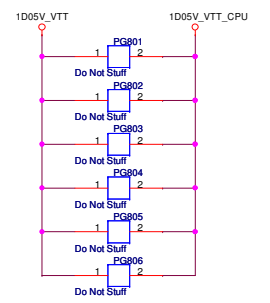 1D05V_VTT 1D05V_VTT_CPU
PG801
1 2
Do Not Stuff
PG802
1 2
Do Not Stuff
PG803
1 2
Do Not Stuff
PG804
1 2
Do Not Stuff
PG805
1 2
Do Not Stuff
PG806
1 2
Do Not Stuff